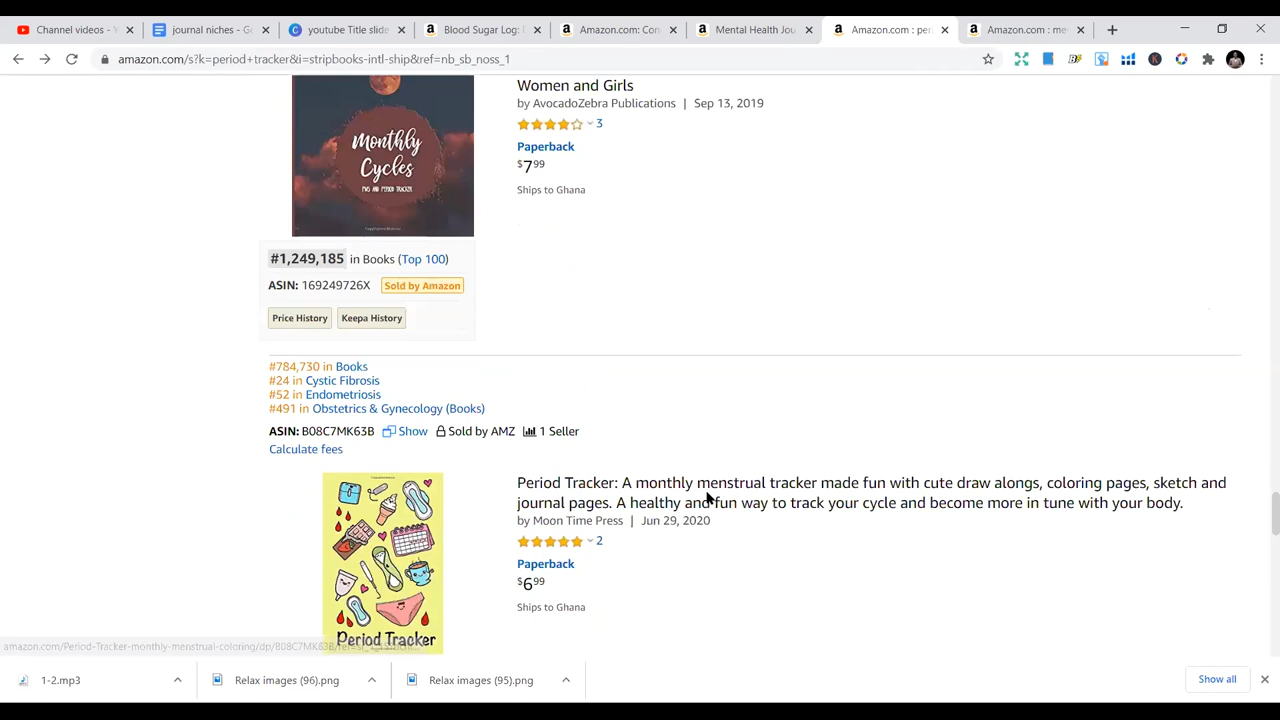 Channel videos - Y
journal niches - G
youtube Title slide
Blood Sugar Log: D
Amazon.com: Con
Mental Health Jou
Amazon.com : peri
Amazon.com : me
amazon.com/s?k=period+tracker&i=stripbooks-intl-ship&ref=nb_sb_noss_1
Women and Girls
by AvocadoZebra Publications | Sep 13, 2019
3
Paperback
$7 99
Ships to Ghana
Monthly
Cycles
PMS AND PERIOD TRACKER
#1,249,185 in Books (Top 100)
ASIN: 169249726X Sold by Amazon
Price History Keepa History
#784,730 in Books
#24 in Cystic Fibrosis
#52 in Endometriosis
#491 in Obstetrics & Gynecology (Books)
ASIN: B08C7MK63B Show Sold by AMZ 1 Seller
Calculate fees
Period Tracker: A monthly menstrual tracker made fun with cute draw alongs, coloring pages, sketch and
journal pages. A healthy and fun way to track your cycle and become more in tune with your body.
by Moon Time Press | Jun 29, 2020
2
Paperback
$6 99
Ships to Ghana
Period Tracker
1-2.mp3
Relax images (96).png
Relax images (95).png
Show all